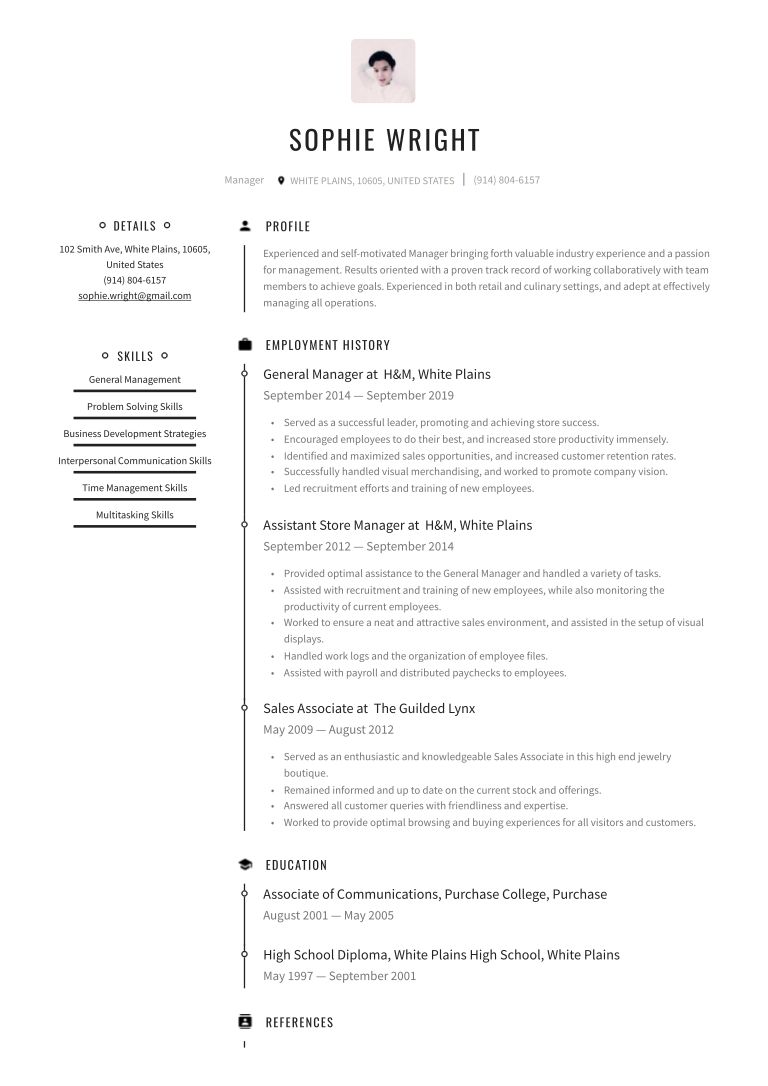 SOPHIE WRIGHT
Manager WHITE PLAINS, 10605, UNITED STATES | (914) 804-6157
DETAILS
102 Smith Ave, White Plains, 10605,
United States
(914) 804-6157
sophie.wright@gmail.com
SKILLS
General Management
Problem Solving Skills
Business Development Strategies
Interpersonal Communication Skills
Time Management Skills
Multitasking Skills
PROFILE
Experienced and self-motivated Manager bringing forth valuable industry experience and a passion
for management. Results oriented with a proven track record of working collaboratively with team
members to achieve goals. Experienced in both retail and culinary settings, and adept at effectively
managing all operations.
EMPLOYMENT HISTORY
General Manager at H&M, White Plains
September 2014 — September 2019
• Served as a successful leader, promoting and achieving store success.
• Encouraged employees to do their best, and increased store productivity immensely.
• Identified and maximized sales opportunities, and increased customer retention rates.
• Successfully handled visual merchandising, and worked to promote company vision.
• Led recruitment efforts and training of new employees.
Assistant Store Manager at H&M, White Plains
September 2012 — September 2014
• Provided optimal assistance to the General Manager and handled a variety of tasks.
• Assisted with recruitment and training of new employees, while also monitoring the
productivity of current employees.
• Worked to ensure a neat and attractive sales environment, and assisted in the setup of visual
displays.
• Handled work logs and the organization of employee files.
• Assisted with payroll and distributed paychecks to employees.
Sales Associate at The Guilded Lynx
May 2009 — August 2012
• Served as an enthusiastic and knowledgeable Sales Associate in this high end jewelry
boutique.
• Remained informed and up to date on the current stock and offerings.
• Answered all customer queries with friendliness and expertise.
• Worked to provide optimal browsing and buying experiences for all visitors and customers.
EDUCATION
Associate of Communications, Purchase College, Purchase
August 2001 — May 2005
High School Diploma, White Plains High School, White Plains
May 1997 — September 2001
REFERENCES